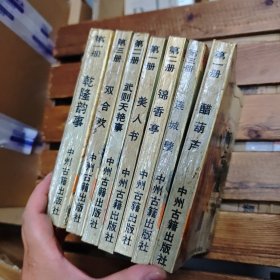 第一册
乾隆韵事
中州古籍出版社
双合欢
中州古籍出版社
第三册
武则天艳事
中州古籍出版社
第一册
美人书
中州古籍出版社
第一册
锦香亭
中州古籍出版社
第二册
连城璧
中州古籍出版社
第一册
醋葫芦
中州古籍出版社